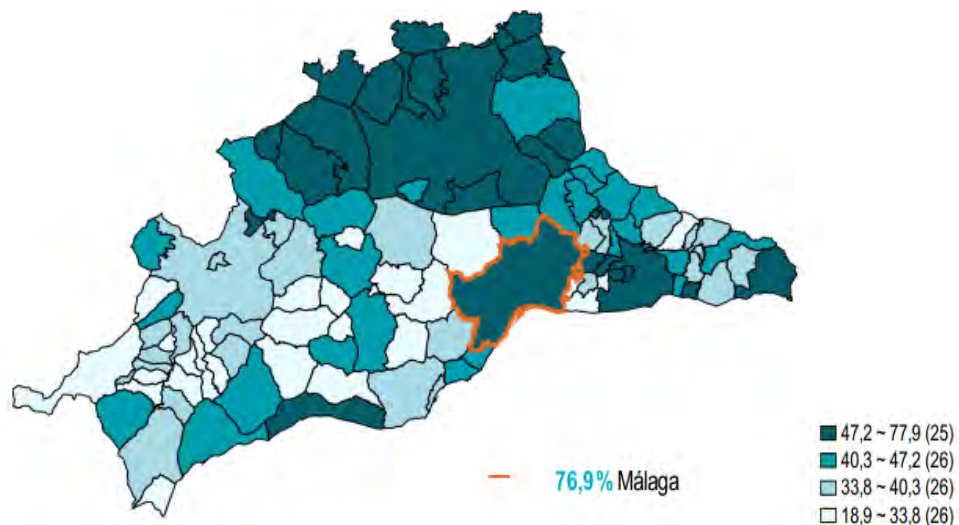 76,9% Málaga
47,2 ~ 77,9 (25)
40,3 ~ 47,2 (26)
33,8 ~ 40,3 (26)
18,9 ~ 33,8 (26)